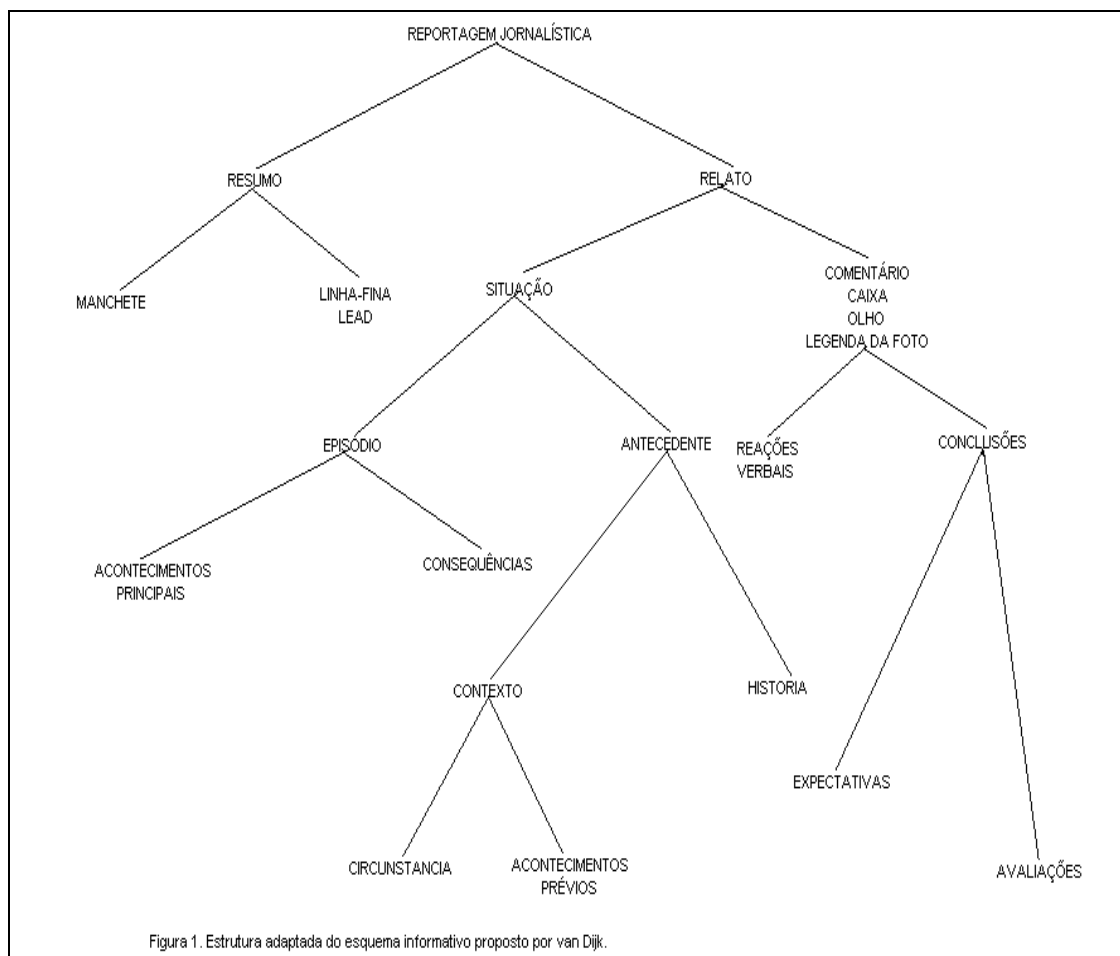 REPORTAGEM JORNALÍSTICA
RESUMO
RELATO
MANCHETE
LINHA-FINA
LEAD
SITUAÇÃO
COMENTÁRIO
CAIXA
OLHO
LEGENDA DA FOTO
EPISÓDIO
ANTECEDENTE
REAÇÕES
VERBAIS
CONCLUSÕES
ACONTECIMENTOS
PRINCIPAIS
CONSEQUÊNCIAS
CONTEXTO
HISTORIA
EXPECTATIVAS
CIRCUNSTANCIA
ACONTECIMENTOS
PRÉVIOS
AVALIAÇÕES
Figura 1. Estrutura adaptada do esquema informativo proposto por van Dijk.